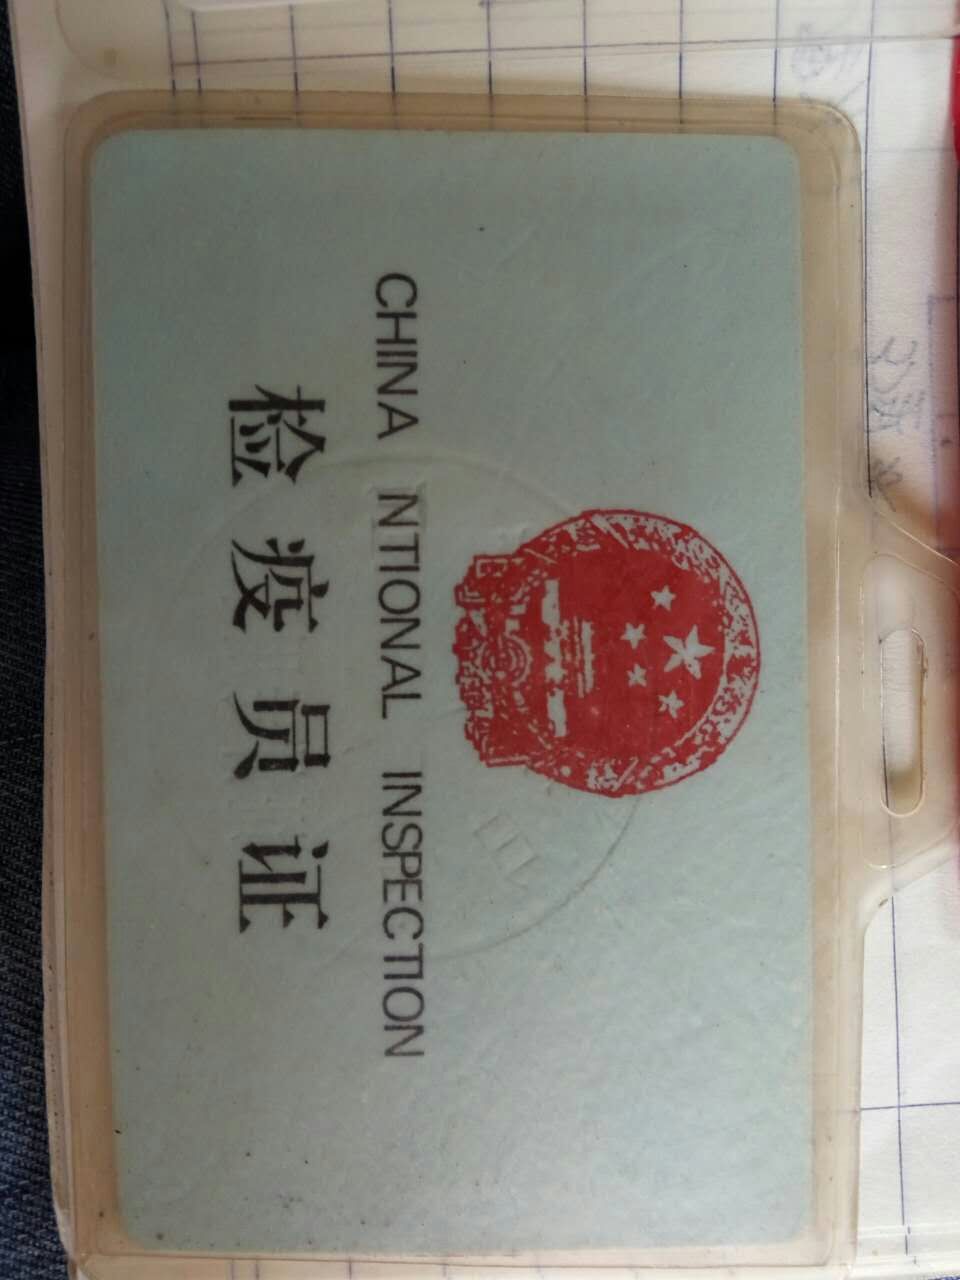 CHINA NTIONAL INSPECTION
检疫员证